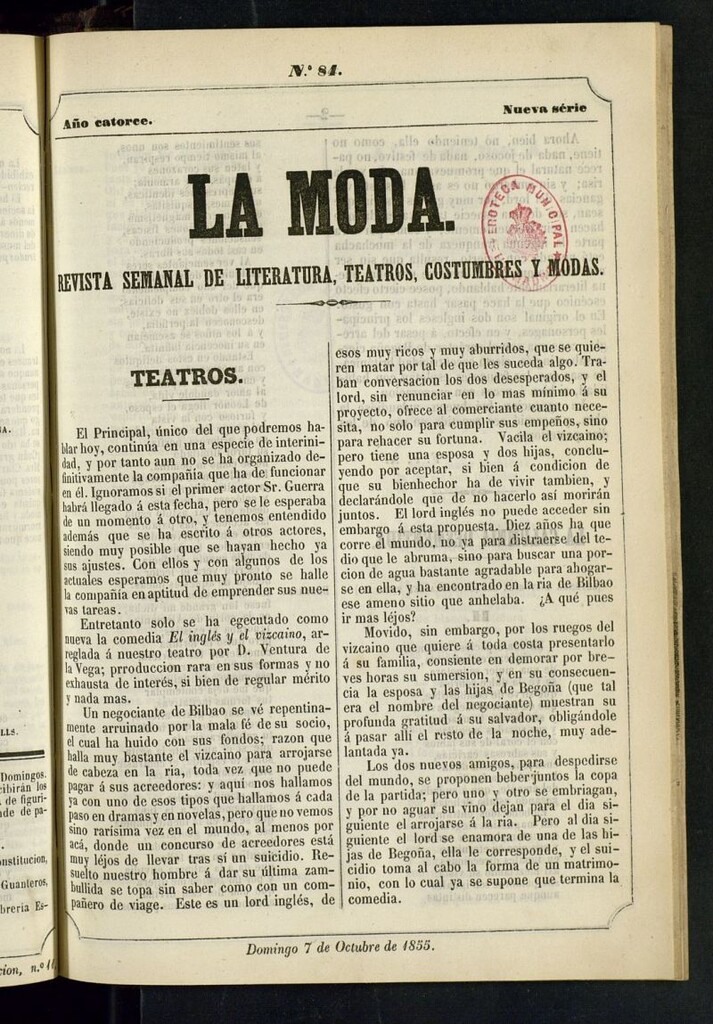 N.º 84.
Año catorce.
Nueva série
LA MODA.
HEMEROTECA MUNICIPAL
REVISTA SEMANAL DE LITERATURA, TEATROS, COSTUMBRES Y MODAS.
TEATROS.
El Principal, único del que podremos ha-
blar hoy, continúa en una especie de interini-
dad, y por tanto aun no se ha organizado de-
finitivamente la compañía que ha de funcionar
en él. Ignoramos si el primer actor Sr. Guerra
habrá llegado á esta fecha, pero se le esperaba
de un momento á otro, y tenemos entendido
además que se ha escrito á otros actores,
siendo muy posible que se hayan hecho ya
sus ajustes. Con ellos y con algunos de los
actuales esperamos que muy pronto se halle
la compañía en aptitud de emprender sus nue-
vas tareas.
Entretanto solo se ha egecutado como
nueva la comedia El inglés y el vizcaino, ar-
reglada á nuestro teatro por D. Ventura de
la Vega; prroduccion rara en sus formas y no
exhausta de interés, si bien de regular mérito
y nada mas.
Un negociante de Bilbao se vé repentina-
mente arruinado por la mala fé de su socio,
el cual ha huido con sus fondos; razon que
halla muy bastante el vizcaino para arrojarse
de cabeza en la ria, toda vez que no puede
pagar á sus acreedores: y aquí nos hallamos
ya con uno de esos tipos que hallamos á cada
paso en dramas y en novelas, pero que no vemos
sino rarísima vez en el mundo, al menos por
acá, donde un concurso de acreedores está
muy léjos de llevar tras sí un suicidio. Re-
suelto nuestro hombre á dar su última zam-
bullida se topa sin saber como con un com-
pañero de viage. Este es un lord inglés, de
esos muy ricos y muy aburridos, que se quie-
ren matar por tal de que les suceda algo. Tra-
ban conversacion los dos desesperados, y el
lord, sin renunciar en lo mas mínimo á su
proyecto, ofrece al comerciante cuanto nece-
sita, no solo para cumplir sus empeños, sino
para rehacer su fortuna. Vacila el vizcaino;
pero tiene una esposa y dos hijas, conclu-
yendo por aceptar, si bien á condicion de
que su bienhechor ha de vivir tambien, y
declarándole que de no hacerlo así morirán
juntos. El lord inglés no puede acceder sin
embargo á esta propuesta. Diez años ha que
corre el mundo, no ya para distraerse del te-
dio que le abruma, sino para buscar una por-
cion de agua bastante agradable para ahogar-
se en ella, y ha encontrado en la ria de Bilbao
ese ameno sitio que anhelaba. ¿A qué pues
ir mas léjos?
Movido, sin embargo, por los ruegos del
vizcaino que quiere á toda costa presentarlo
á su familia, consiente en demorar por bre-
ves horas su sumersion, y en su consecuen-
cia la esposa y las hijas de Begoña (que tal
era el nombre del negociante) muestran su
profunda gratitud á su salvador, obligándole
á pasar allí el resto de la noche, muy ade-
lantada ya.
Los dos nuevos amigos, para despedirse
del mundo, se proponen beber juntos la copa
de la partida; pero uno y otro se embriagan,
y por no aguar su vino dejan para el dia si-
guiente el arrojarse á la ria. Pero al dia si-
guiente el lord se enamora de una de las hi-
jas de Begoña, ella le corresponde, y el sui-
cidio toma al cabo la forma de un matrimo-
nio, con lo cual ya se supone que termina la
comedia.
Domingo 7 de Octubre de 1855.
A.
LLS.
Domingos.
cibirán los
de figuri-
nde de pa-
onstitucion,
Guanteros,
breria Es-
cion, n.º 11